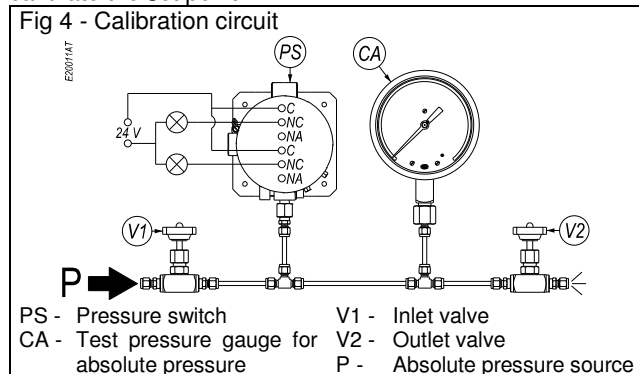 Fig 4 - Calibration circuit
E20011AT
PS
CA
C
NC
NA
C
NC
NA
24 V
V1
V2
P
PS - Pressure switch
CA - Test pressure gauge for
absolute pressure
V1 - Inlet valve
V2 - Outlet valve
P - Absolute pressure source